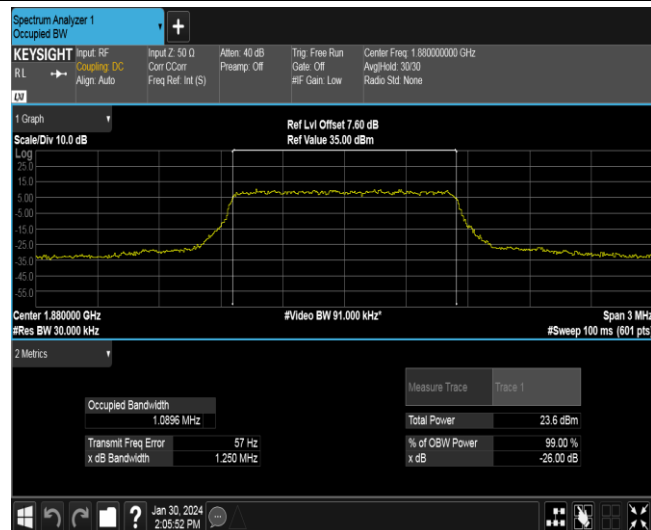 Spectrum Analyzer 1
Occupied BW
+
KEYSIGHT
RL
LXI
Input: RF
Coupling: DC
Align: Auto
Input Z: 50 Ω
Corr CCorr
Freq Ref: Int (S)
Atten: 40 dB
Preamp: Off
Trig: Free Run
Gate: Off
#IF Gain: Low
Center Freq: 1.880000000 GHz
Avg|Hold: 30/30
Radio Std: None
1 Graph
Scale/Div 10.0 dB
Ref Lvl Offset 7.60 dB
Ref Value 35.00 dBm
Log
25.0
15.0
5.00
-5.00
-15.0
-25.0
-35.0
-45.0
-55.0
Center 1.880000 GHz
#Res BW 30.000 kHz
#Video BW 91.000 kHz*
Span 3 MHz
#Sweep 100 ms (601 pts)
2 Metrics
Measure Trace Trace 1
Occupied Bandwidth
1.0896 MHz
Total Power 23.6 dBm
Transmit Freq Error 57 Hz
% of OBW Power 99.00 %
x dB Bandwidth 1.250 MHz
x dB -26.00 dB
?
Jan 30, 2024
2:05:52 PM